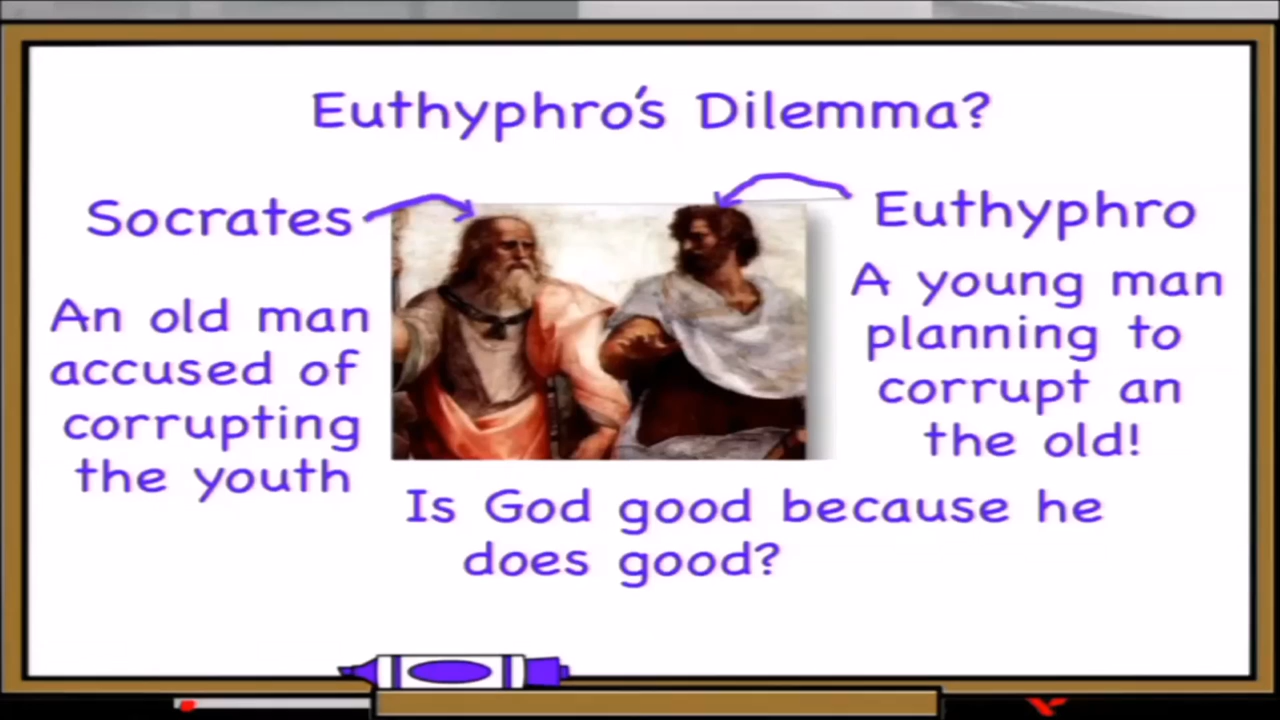 Euthyphro's Dilemma?
Socrates
An old man
accused of
corrupting
the youth
Euthyphro
A young man
planning to
corrupt an
the old!
Is God good because he
does good?